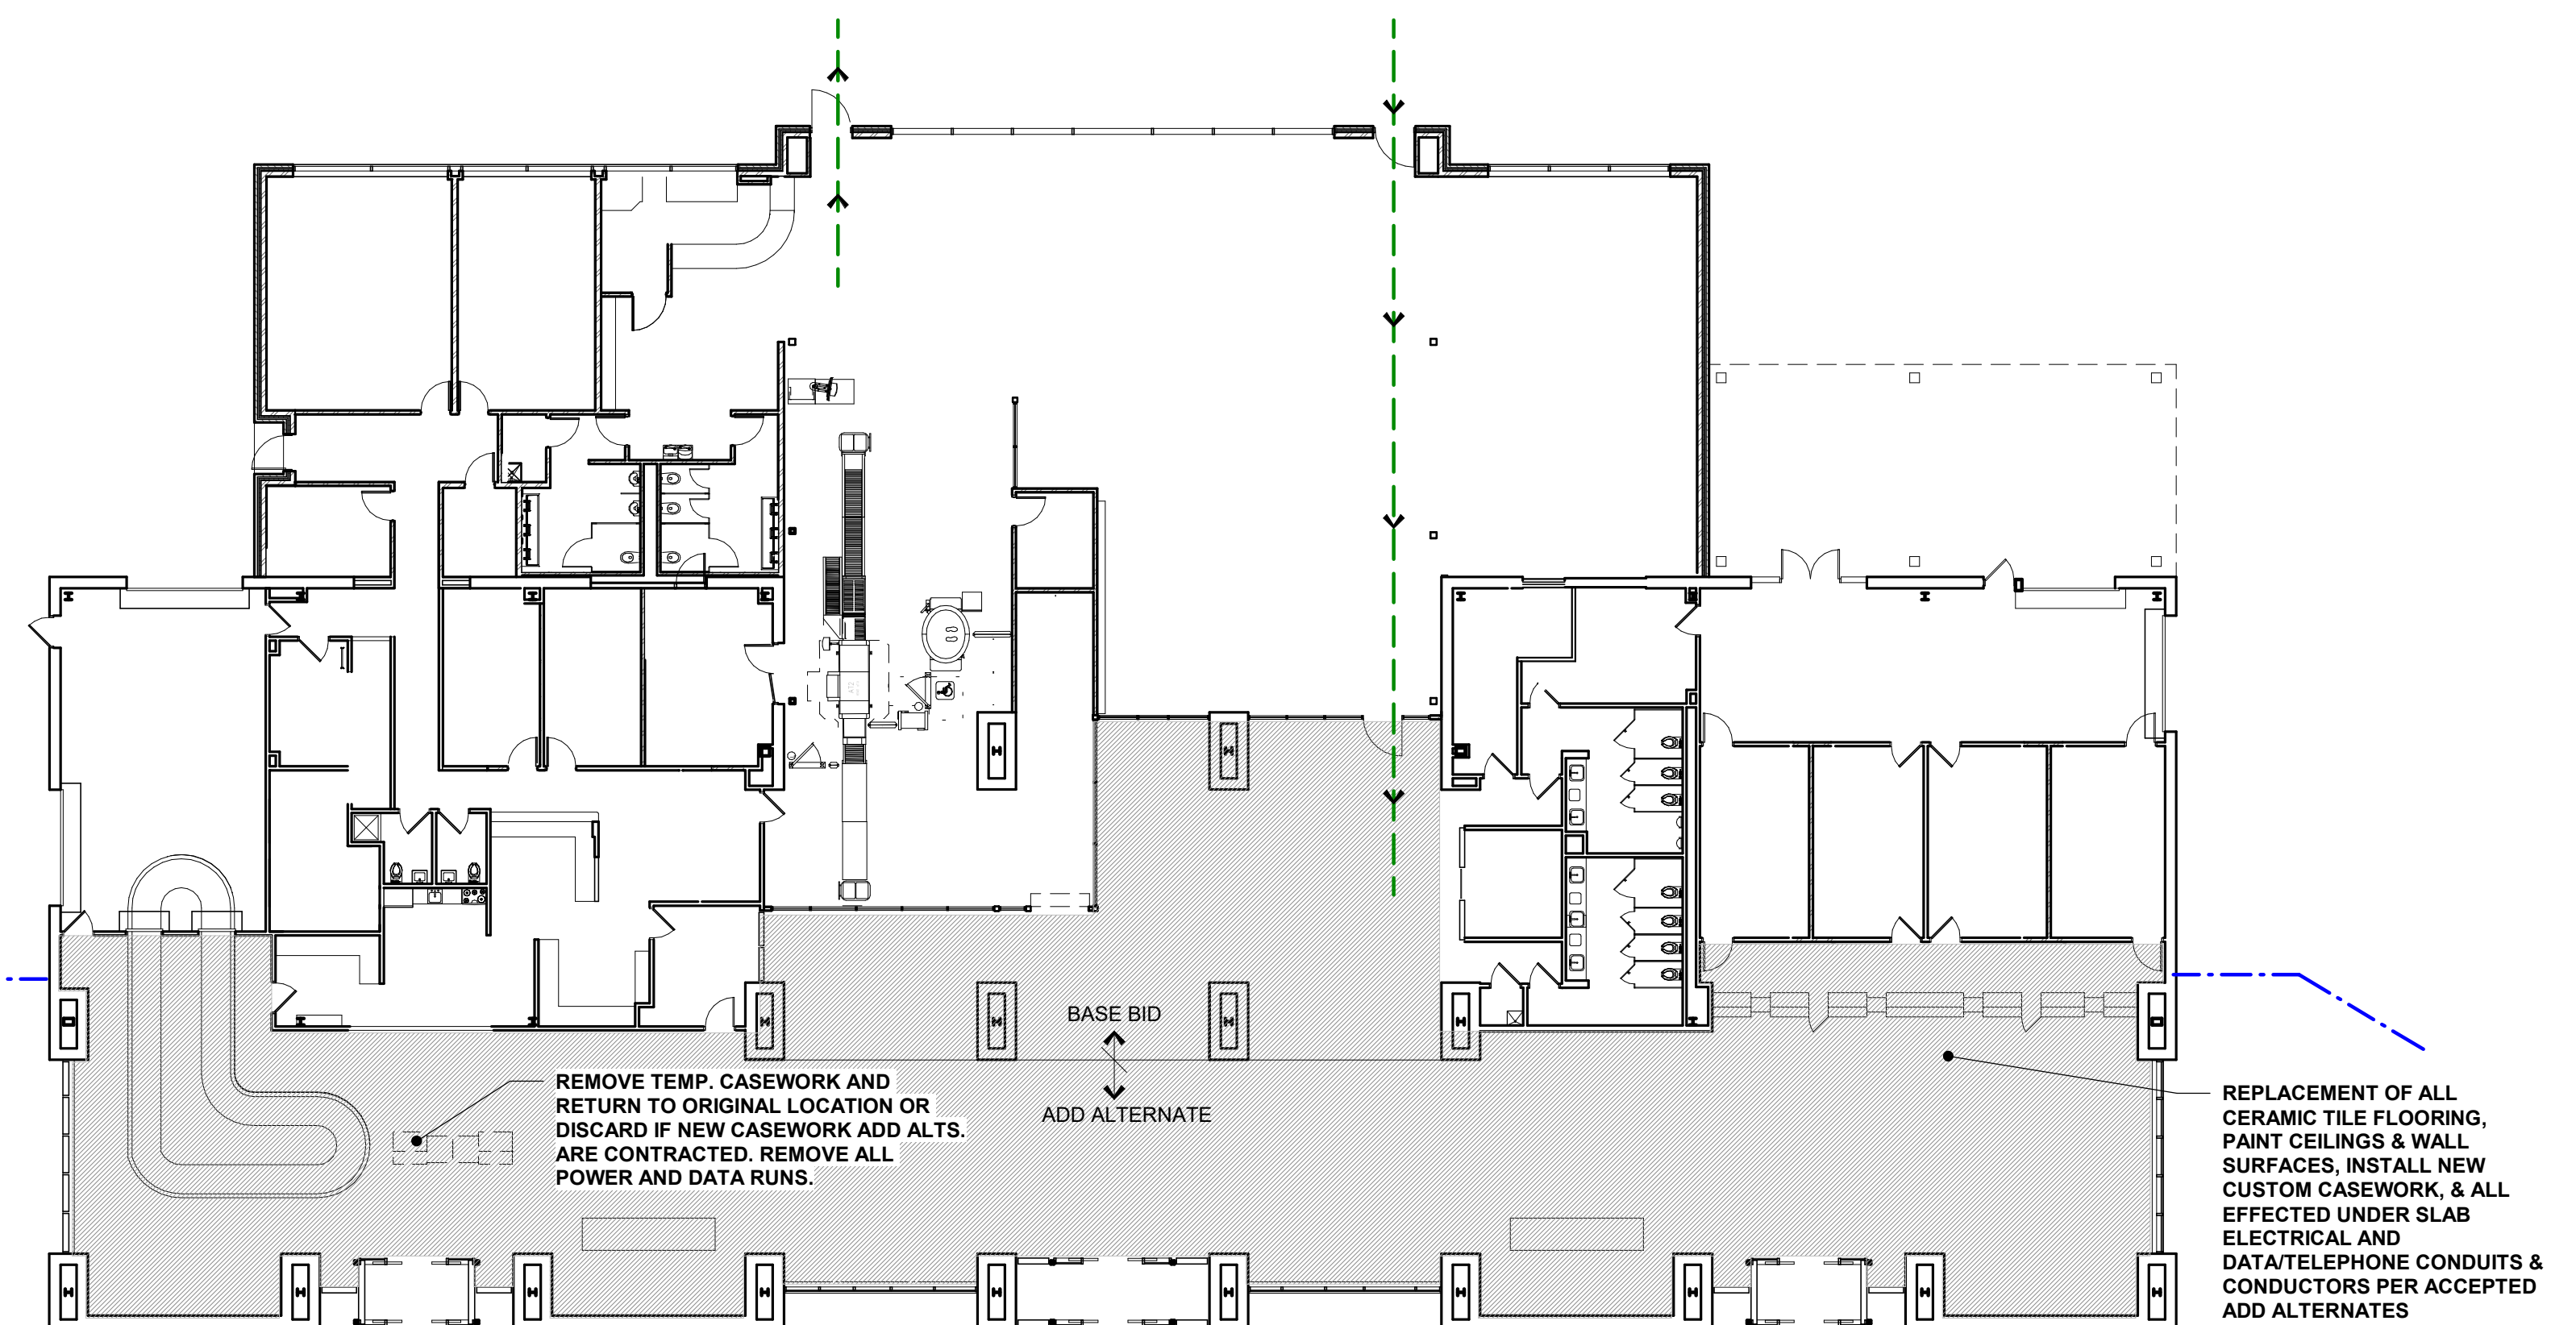 BASE BID
ADD ALTERNATE
REMOVE TEMP. CASEWORK AND
RETURN TO ORIGINAL LOCATION OR
DISCARD IF NEW CASEWORK ADD ALTS.
ARE CONTRACTED. REMOVE ALL
POWER AND DATA RUNS.
REPLACEMENT OF ALL
CERAMIC TILE FLOORING,
PAINT CEILINGS & WALL
SURFACES, INSTALL NEW
CUSTOM CASEWORK, & ALL
EFFECTED UNDER SLAB
ELECTRICAL AND
DATA/TELEPHONE CONDUITS &
CONDUCTORS PER ACCEPTED
ADD ALTERNATES